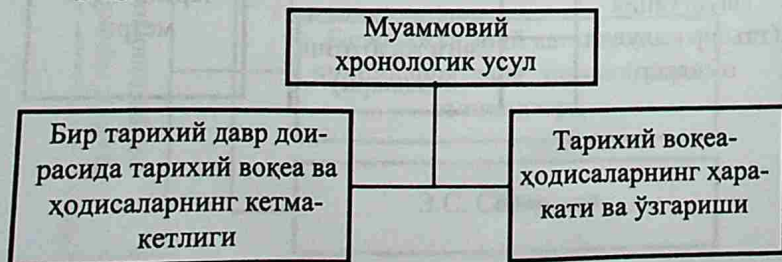 Муаммовий
хронологик усул
Бир тарихий давр дои-
расида тарихий воқеа ва
ҳодисаларнинг кетма-
кетлиги
Тарихий воқеа-
ҳодисаларнинг ҳара-
кати ва ўзгариши